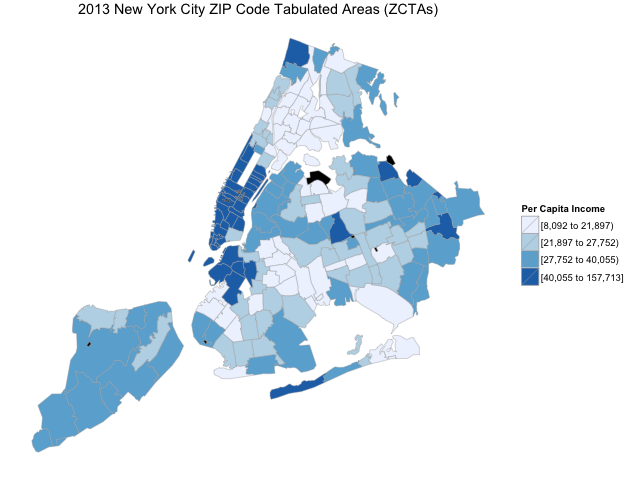 2013 New York City ZIP Code Tabulated Areas (ZCTAs)
Per Capita Income
[8,092 to 21,897)
[21,897 to 27,752)
[27,752 to 40,055)
[40,055 to 157,713]